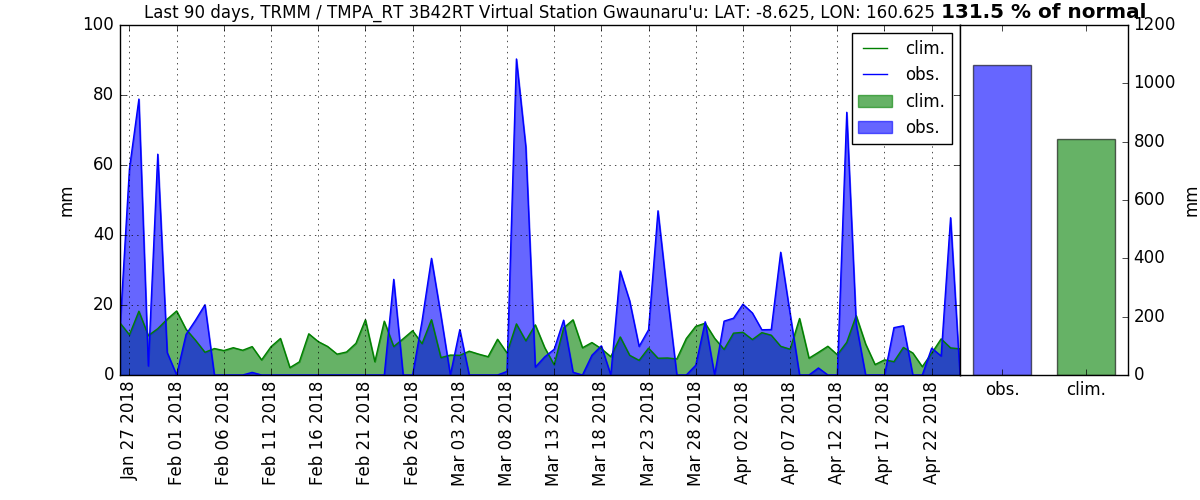 Last 90 days, TRMM / TMPA_RT 3B42RT Virtual Station Gwaunaru'u: LAT: -8.625, LON: 160.625 131.5 % of normal
100
80
60
40
20
0
mm
clim.
obs.
clim.
obs.
1200
1000
800
600
400
200
0
mm
Jan 27 2018
Feb 01 2018
Feb 06 2018
Feb 11 2018
Feb 16 2018
Feb 21 2018
Feb 26 2018
Mar 03 2018
Mar 08 2018
Mar 13 2018
Mar 18 2018
Mar 23 2018
Mar 28 2018
Apr 02 2018
Apr 07 2018
Apr 12 2018
Apr 17 2018
Apr 22 2018
obs.
clim.